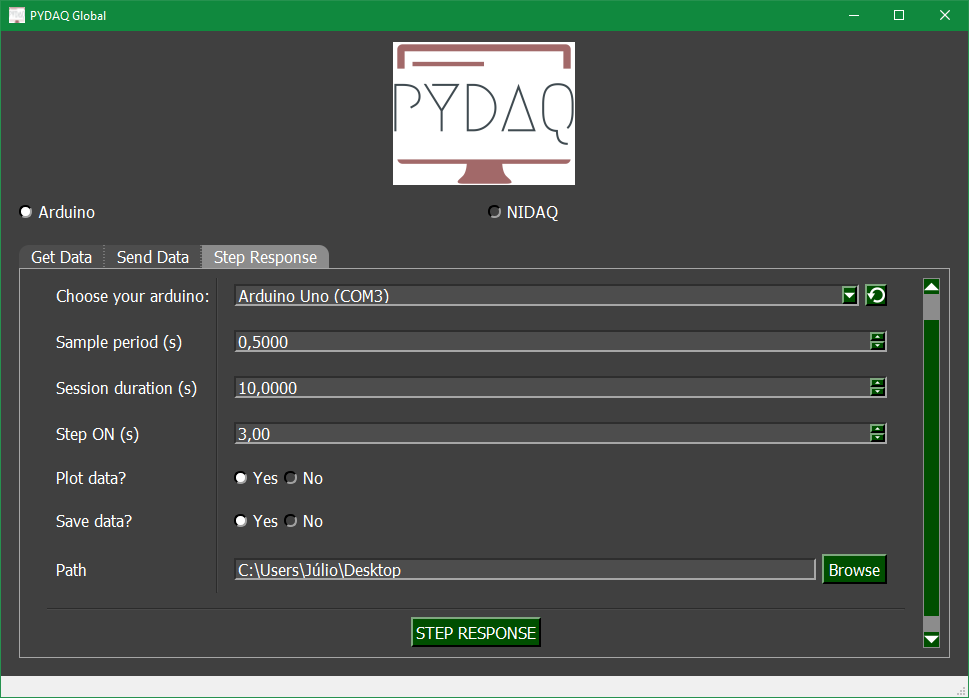 PYDAQ Global
PYDAQ
Arduino
NIDAQ
Get Data
Send Data
Step Response
Choose your arduino:
Arduino Uno (COM3)
Sample period (s)
0,5000
Session duration (s)
10,0000
Step ON (s)
3,00
Plot data?
Yes
No
Save data?
Yes
No
Path
C:\Users\Júlio\Desktop
Browse
STEP RESPONSE